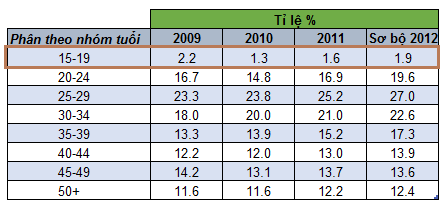 Tỉ lệ %
Phân theo nhóm tuổi 2009 2010 2011 Sơ bộ 2012
15-19 2.2 1.3 1.6 1.9
20-24 16.7 14.8 16.9 19.6
25-29 23.3 23.8 25.2 27.0
30-34 18.0 20.0 21.0 22.6
35-39 13.3 13.9 15.2 17.3
40-44 12.2 12.0 13.0 13.9
45-49 14.2 13.1 13.7 13.6
50+ 11.6 11.6 12.2 12.4